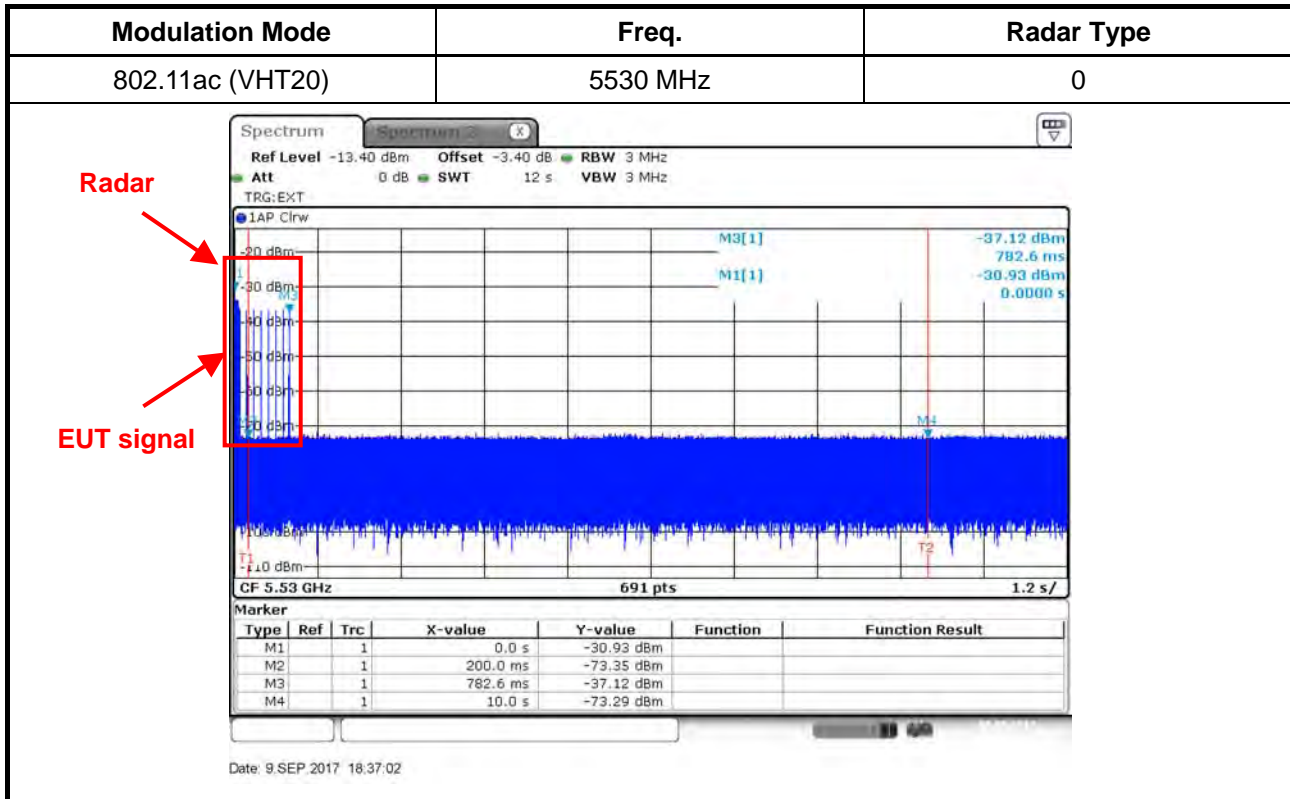 Modulation Mode Freq. Radar Type
802.11ac (VHT20) 5530 MHz 0
Spectrum Spectrum 2 X
Ref Level -13.40 dBm Offset -3.40 dB RBW 3 MHz
Att 0 dB SWT 12 s VBW 3 MHz
TRG:EXT
1AP Clrw
Radar
EUT signal
M3[1] -37.12 dBm
782.6 ms
M1[1] -30.93 dBm
0.0000 s
-20 dBm
-30 dBm
M3
-40 dBm
-50 dBm
-60 dBm
-70 dBm
M4
-100 dBm
T1 T2
-110 dBm
CF 5.53 GHz 691 pts 1.2 s/
Marker
Type Ref Trc X-value Y-value Function Function Result
M1 1 0.0 s -30.93 dBm
M2 1 200.0 ms -73.35 dBm
M3 1 782.6 ms -37.12 dBm
M4 1 10.0 s -73.29 dBm
Date: 9.SEP.2017 18:37:02